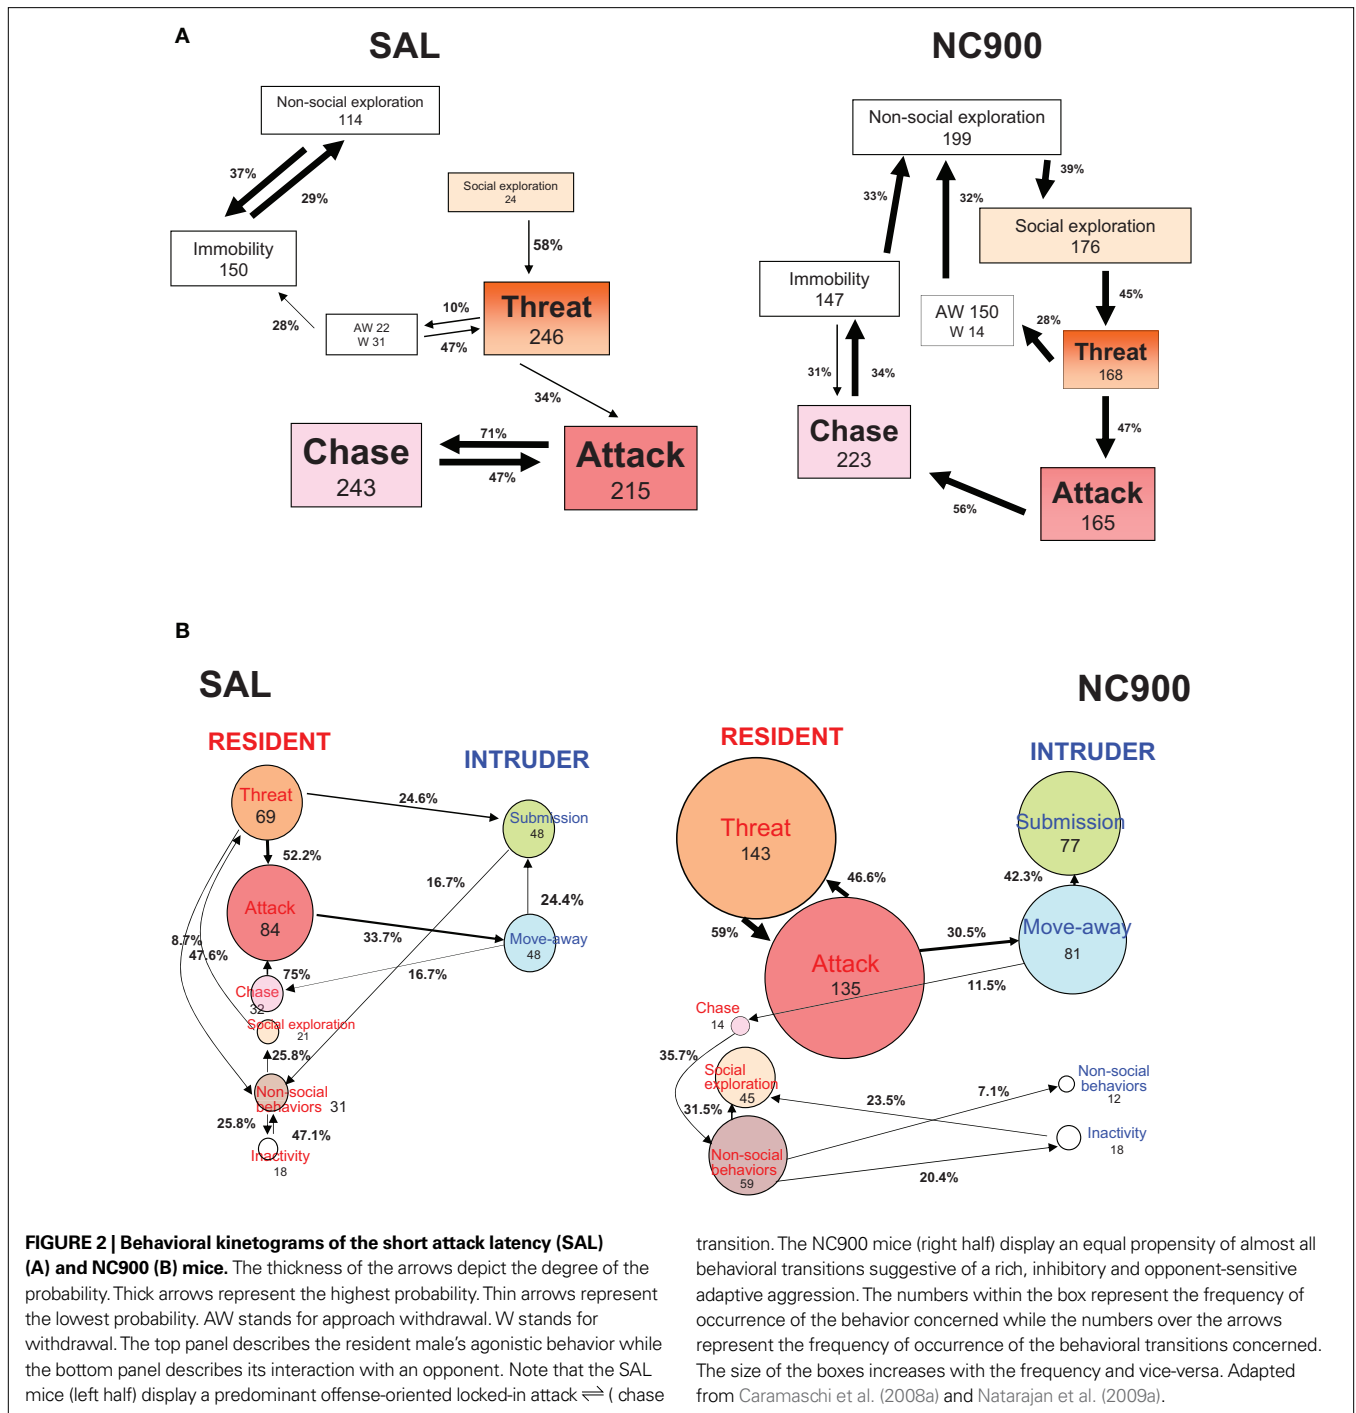 A
SAL
NC900
Non-social exploration
114
37%
29%
Social exploration
24
58%
Immobility
150
28%
AW 22
W 31
10%
47%
Threat
246
34%
Chase
243
71%
47%
Attack
215
Non-social exploration
199
33%
32%
39%
Social exploration
176
Immobility
147
45%
AW 150
W 14
28%
Threat
168
31%
34%
47%
Chase
223
56%
Attack
165
B
SAL
NC900
RESIDENT
INTRUDER
Threat
69
24.6%
Submission
48
52.2%
16.7%
24.4%
Attack
84
33.7%
Move-away
48
8.7%
47.6%
75%
16.7%
Chase
32
Social exploration
21
25.8%
Non-social
behaviors 31
25.8%
47.1%
Inactivity
18
RESIDENT
INTRUDER
Threat
143
Submission
77
46.6%
42.3%
59%
30.5%
Move-away
81
Attack
135
11.5%
Chase
14
35.7%
Social
exploration
45
31.5%
23.5%
7.1%
Non-social
behaviors
12
Inactivity
18
Non-social
behaviors
59
20.4%
FIGURE 2 | Behavioral kinetograms of the short attack latency (SAL)
(A) and NC900 (B) mice. The thickness of the arrows depict the degree of the
probability. Thick arrows represent the highest probability. Thin arrows represent
the lowest probability. AW stands for approach withdrawal. W stands for
withdrawal. The top panel describes the resident male's agonistic behavior while
the bottom panel describes its interaction with an opponent. Note that the SAL
mice (left half) display a predominant offense-oriented locked-in attack ⇌ ( chase
transition. The NC900 mice (right half) display an equal propensity of almost all
behavioral transitions suggestive of a rich, inhibitory and opponent-sensitive
adaptive aggression. The numbers within the box represent the frequency of
occurrence of the behavior concerned while the numbers over the arrows
represent the frequency of occurrence of the behavioral transitions concerned.
The size of the boxes increases with the frequency and vice-versa. Adapted
from Caramaschi et al. (2008a) and Natarajan et al. (2009a).